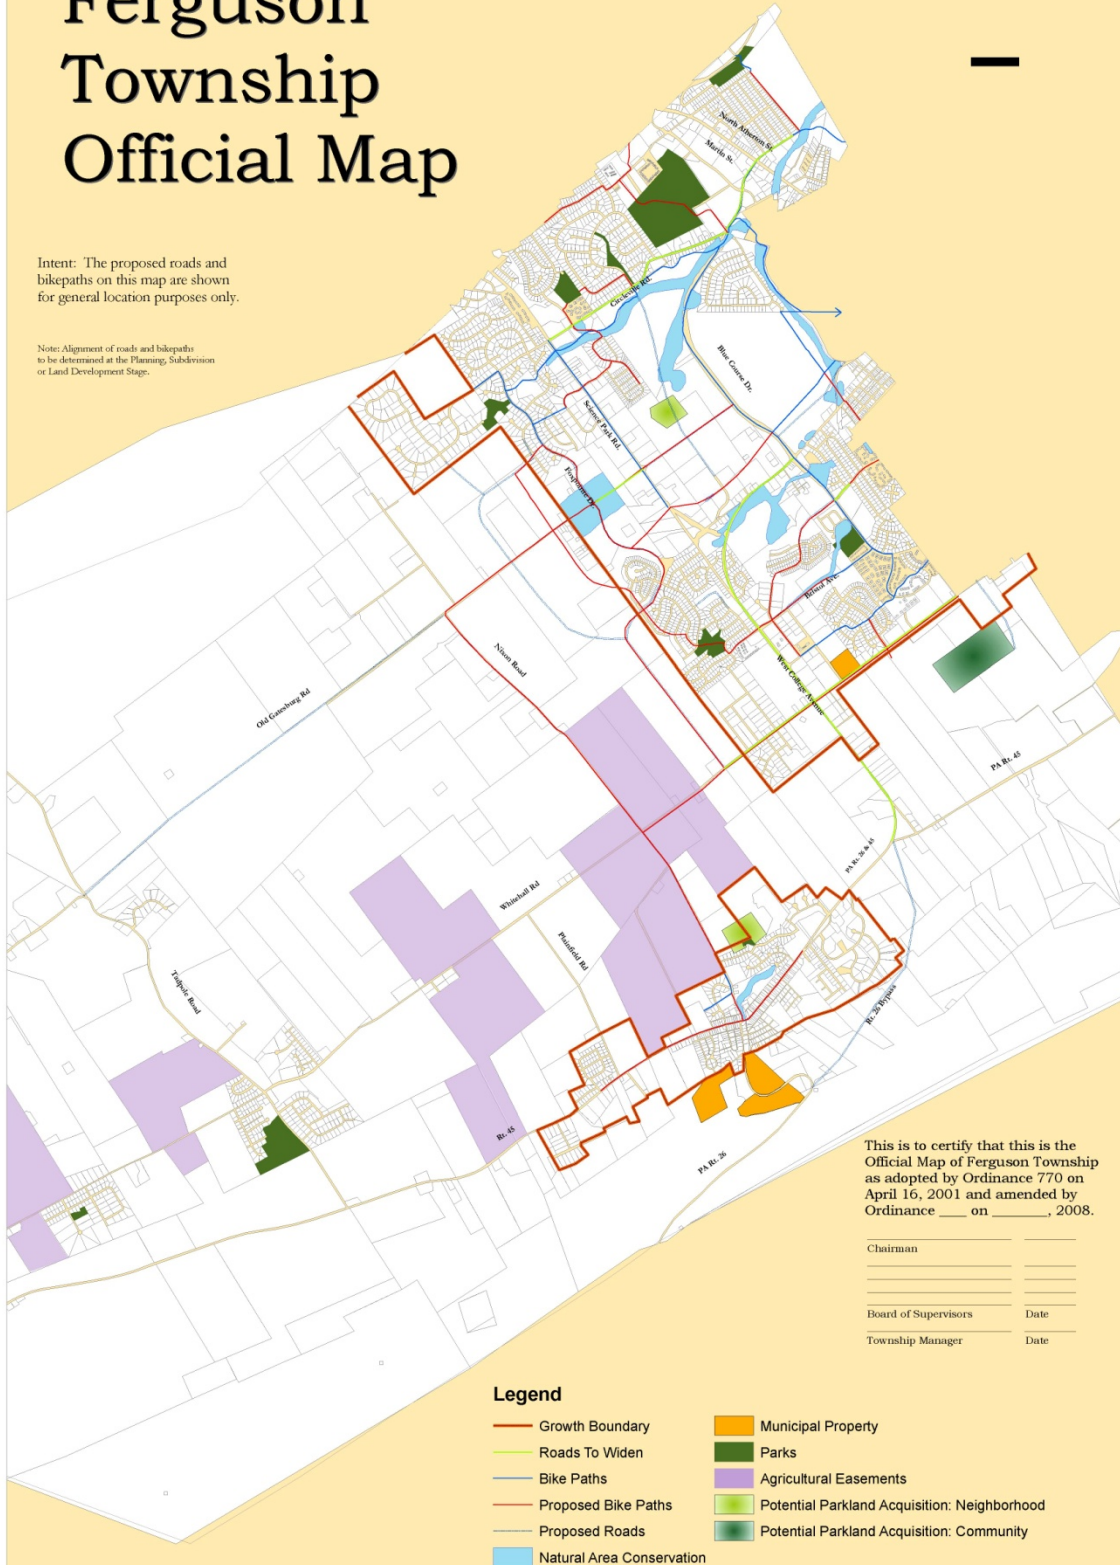 Ferguson
Township
Official Map
Intent: The proposed roads and
bikepaths on this map are shown
for general location purposes only.
Note: Alignment of roads and bikepaths
to be determined at the Planning, Subdivision
or Land Development Stage.
North Atherton St.
Martin St.
Circleville Rd.
Blue Course Dr.
Science Park Rd.
Foxpointe Dr.
Bristol Ave.
West College Avenue
Nixon Road
Old Gatesburg Rd
PA Rt. 45
PA Rt. 26 & 45
Whitehall Rd
Plainfield Rd
Tadpole Road
Rt. 26 Bypass
Rt. 45
PA Rt. 26
This is to certify that this is the
Official Map of Ferguson Township
as adopted by Ordinance 770 on
April 16, 2001 and amended by
Ordinance ____ on ________, 2008.
Chairman
Board of Supervisors Date
Township Manager Date
Legend
Growth Boundary
Roads To Widen
Bike Paths
Proposed Bike Paths
Proposed Roads
Natural Area Conservation
Municipal Property
Parks
Agricultural Easements
Potential Parkland Acquisition: Neighborhood
Potential Parkland Acquisition: Community